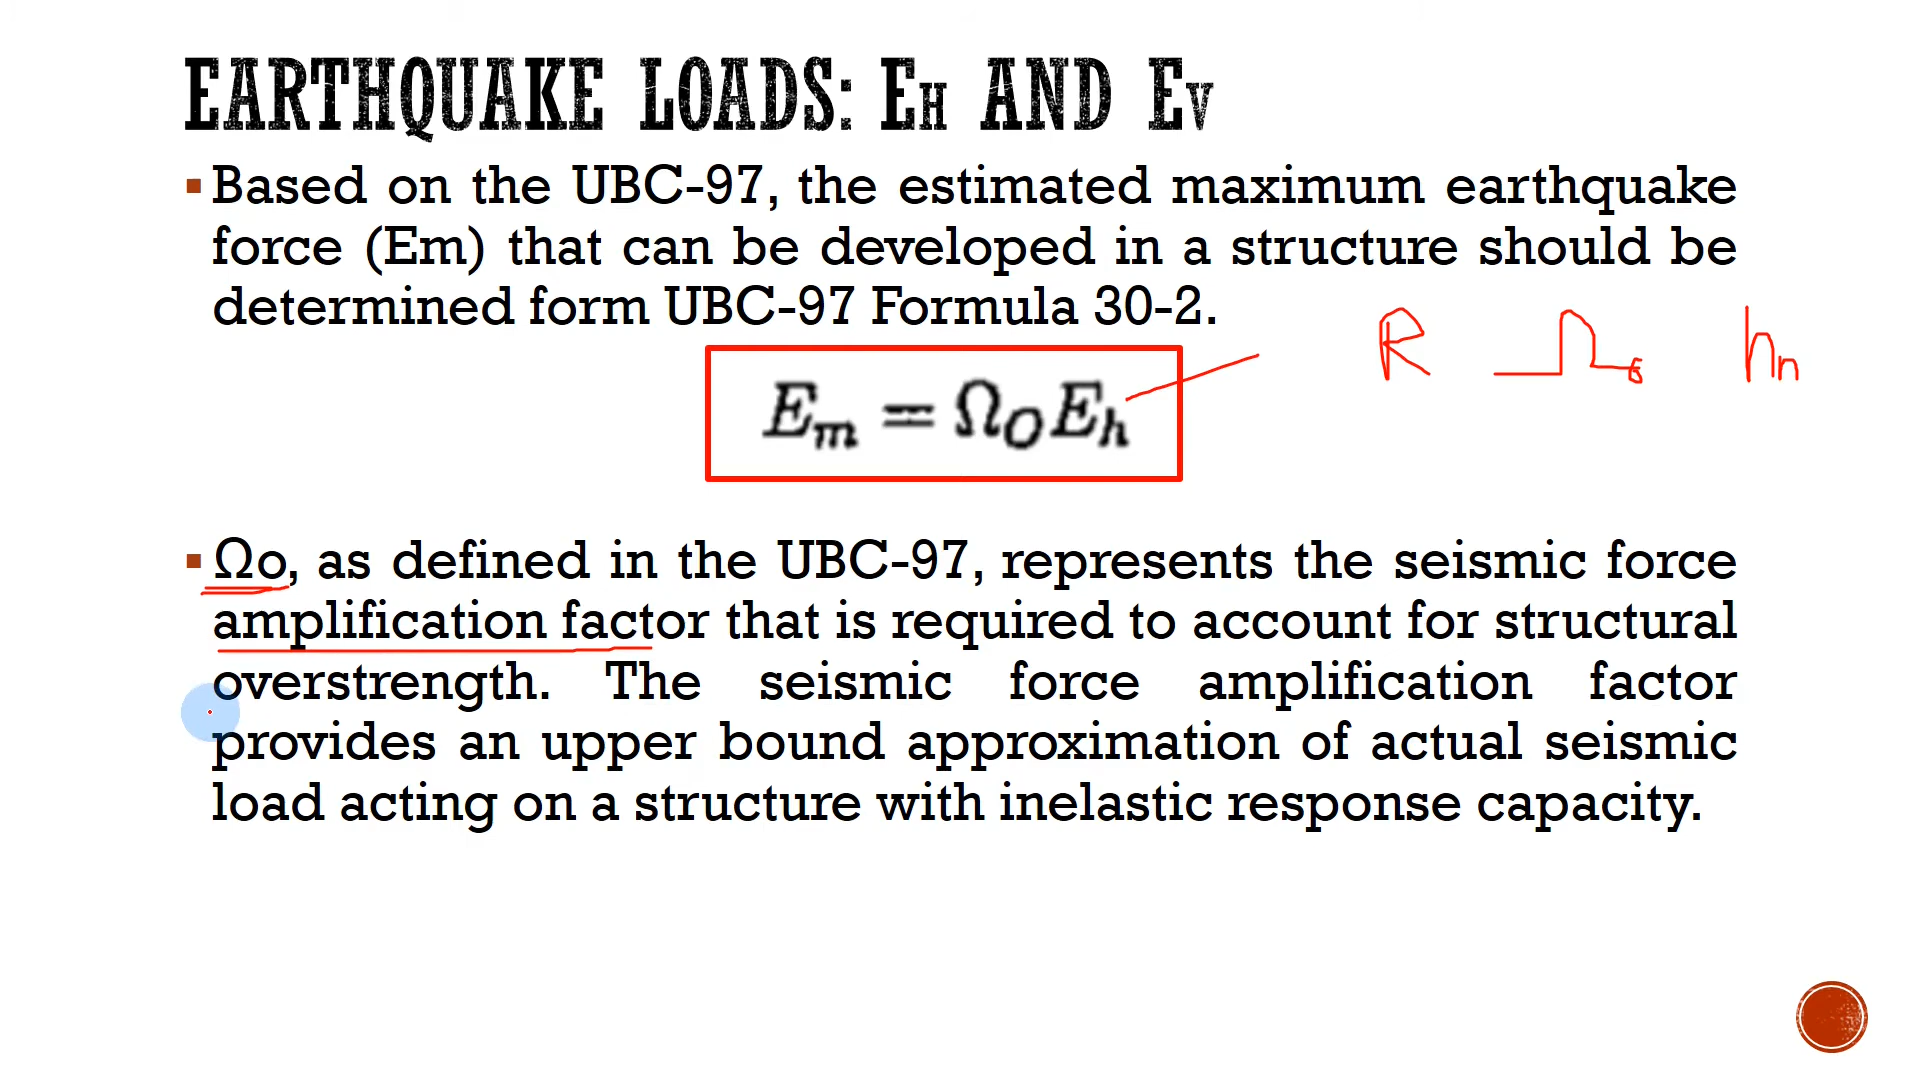 EARTHQUAKE LOADS: EH AND EV
▪ Based on the UBC-97, the estimated maximum earthquake
force (Em) that can be developed in a structure should be
determined form UBC-97 Formula 30-2.
R Ωo hn
Em = ΩOEh
▪ Ωo, as defined in the UBC-97, represents the seismic force
amplification factor that is required to account for structural
overstrength. The seismic force amplification factor
provides an upper bound approximation of actual seismic
load acting on a structure with inelastic response capacity.